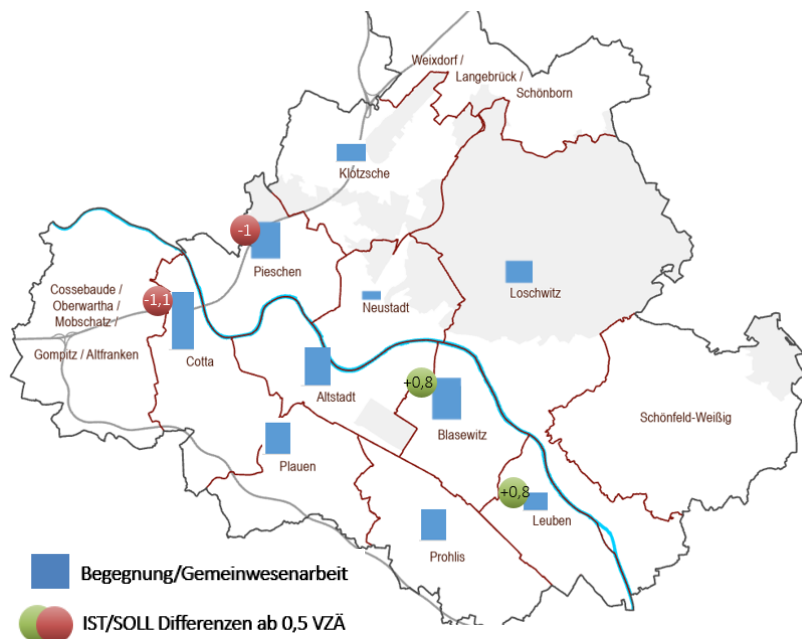 Weixdorf /
Langebrück /
Schönborn
Klotzsche
-1
Pieschen
Loschwitz
Cossebaude /
Oberwartha /
Mobschatz /
Gompitz / Altfranken
-1,1
Neustadt
Cotta
+0,8
Altstadt
Blasewitz
Schönfeld-Weißig
Plauen
+0,8
Leuben
Prohlis
Begegnung/Gemeinwesenarbeit
IST/SOLL Differenzen ab 0,5 VZÄ